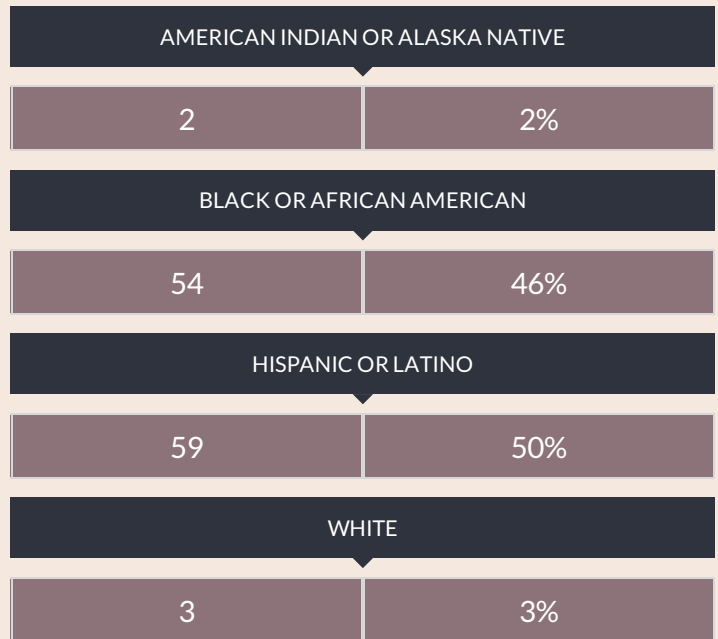 AMERICAN INDIAN OR ALASKA NATIVE
2 2%
BLACK OR AFRICAN AMERICAN
54 46%
HISPANIC OR LATINO
59 50%
WHITE
3 3%